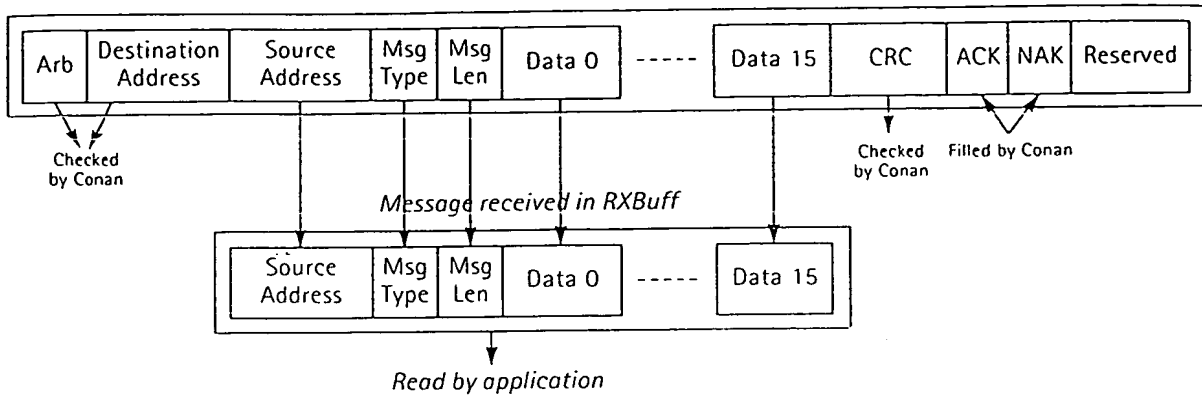 Arb
Destination
Address
Source
Address
Msg
Type
Msg
Len
Data 0
-----
Data 15
CRC
ACK
NAK
Reserved
Checked
by Conan
Checked
by Conan
Filled by Conan
Message received in RXBuff
Source
Address
Msg
Type
Msg
Len
Data 0
-----
Data 15
Read by application